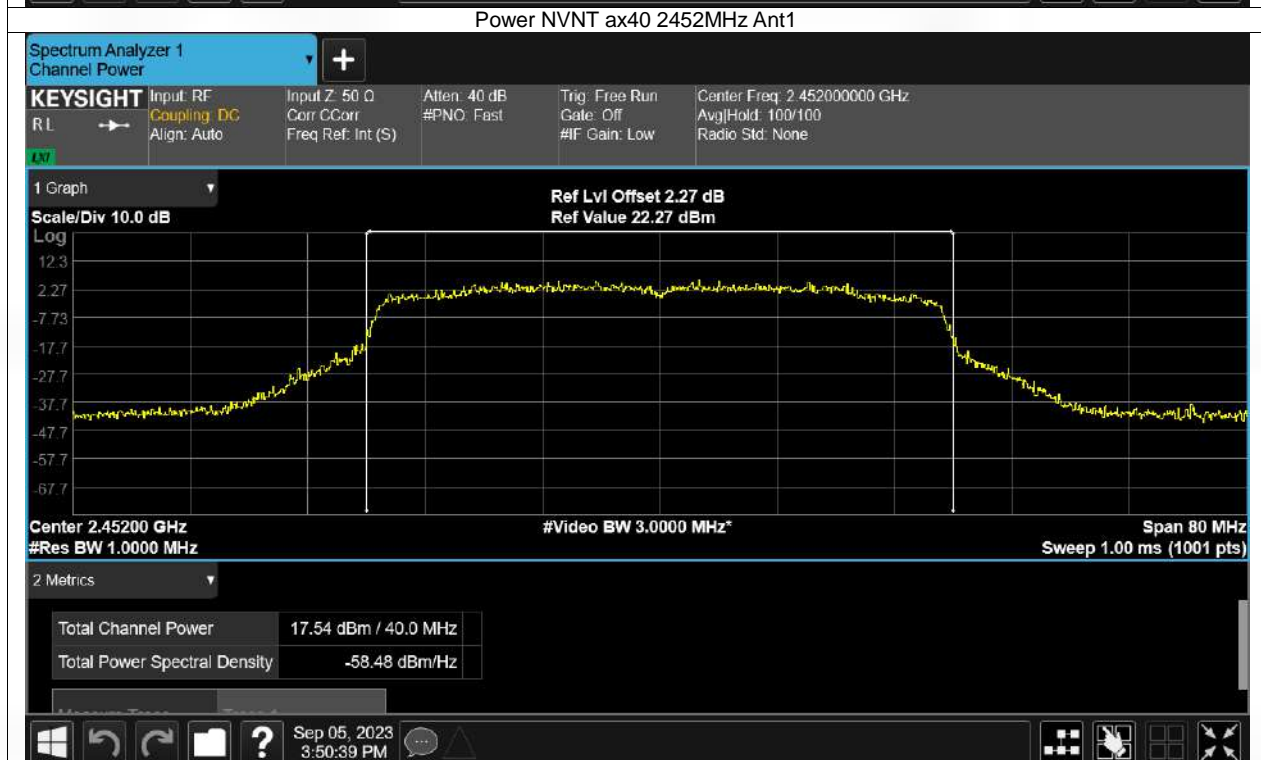 Power NVNT ax40 2452MHz Ant1
Spectrum Analyzer 1
Channel Power
KEYSIGHT
RL
LXI
Input: RF
Coupling: DC
Align: Auto
Input Z: 50 Ω
Corr CCorr
Freq Ref: Int (S)
Atten: 40 dB
#PNO: Fast
Trig: Free Run
Gate: Off
#IF Gain: Low
Center Freq: 2.452000000 GHz
Avg|Hold: 100/100
Radio Std: None
1 Graph
Scale/Div 10.0 dB
Ref Lvl Offset 2.27 dB
Ref Value 22.27 dBm
Log
12.3
2.27
-7.73
-17.7
-27.7
-37.7
-47.7
-57.7
-67.7
Center 2.45200 GHz
#Res BW 1.0000 MHz
#Video BW 3.0000 MHz*
Span 80 MHz
Sweep 1.00 ms (1001 pts)
2 Metrics
Total Channel Power 17.54 dBm / 40.0 MHz
Total Power Spectral Density -58.48 dBm/Hz
Sep 05, 2023
3:50:39 PM